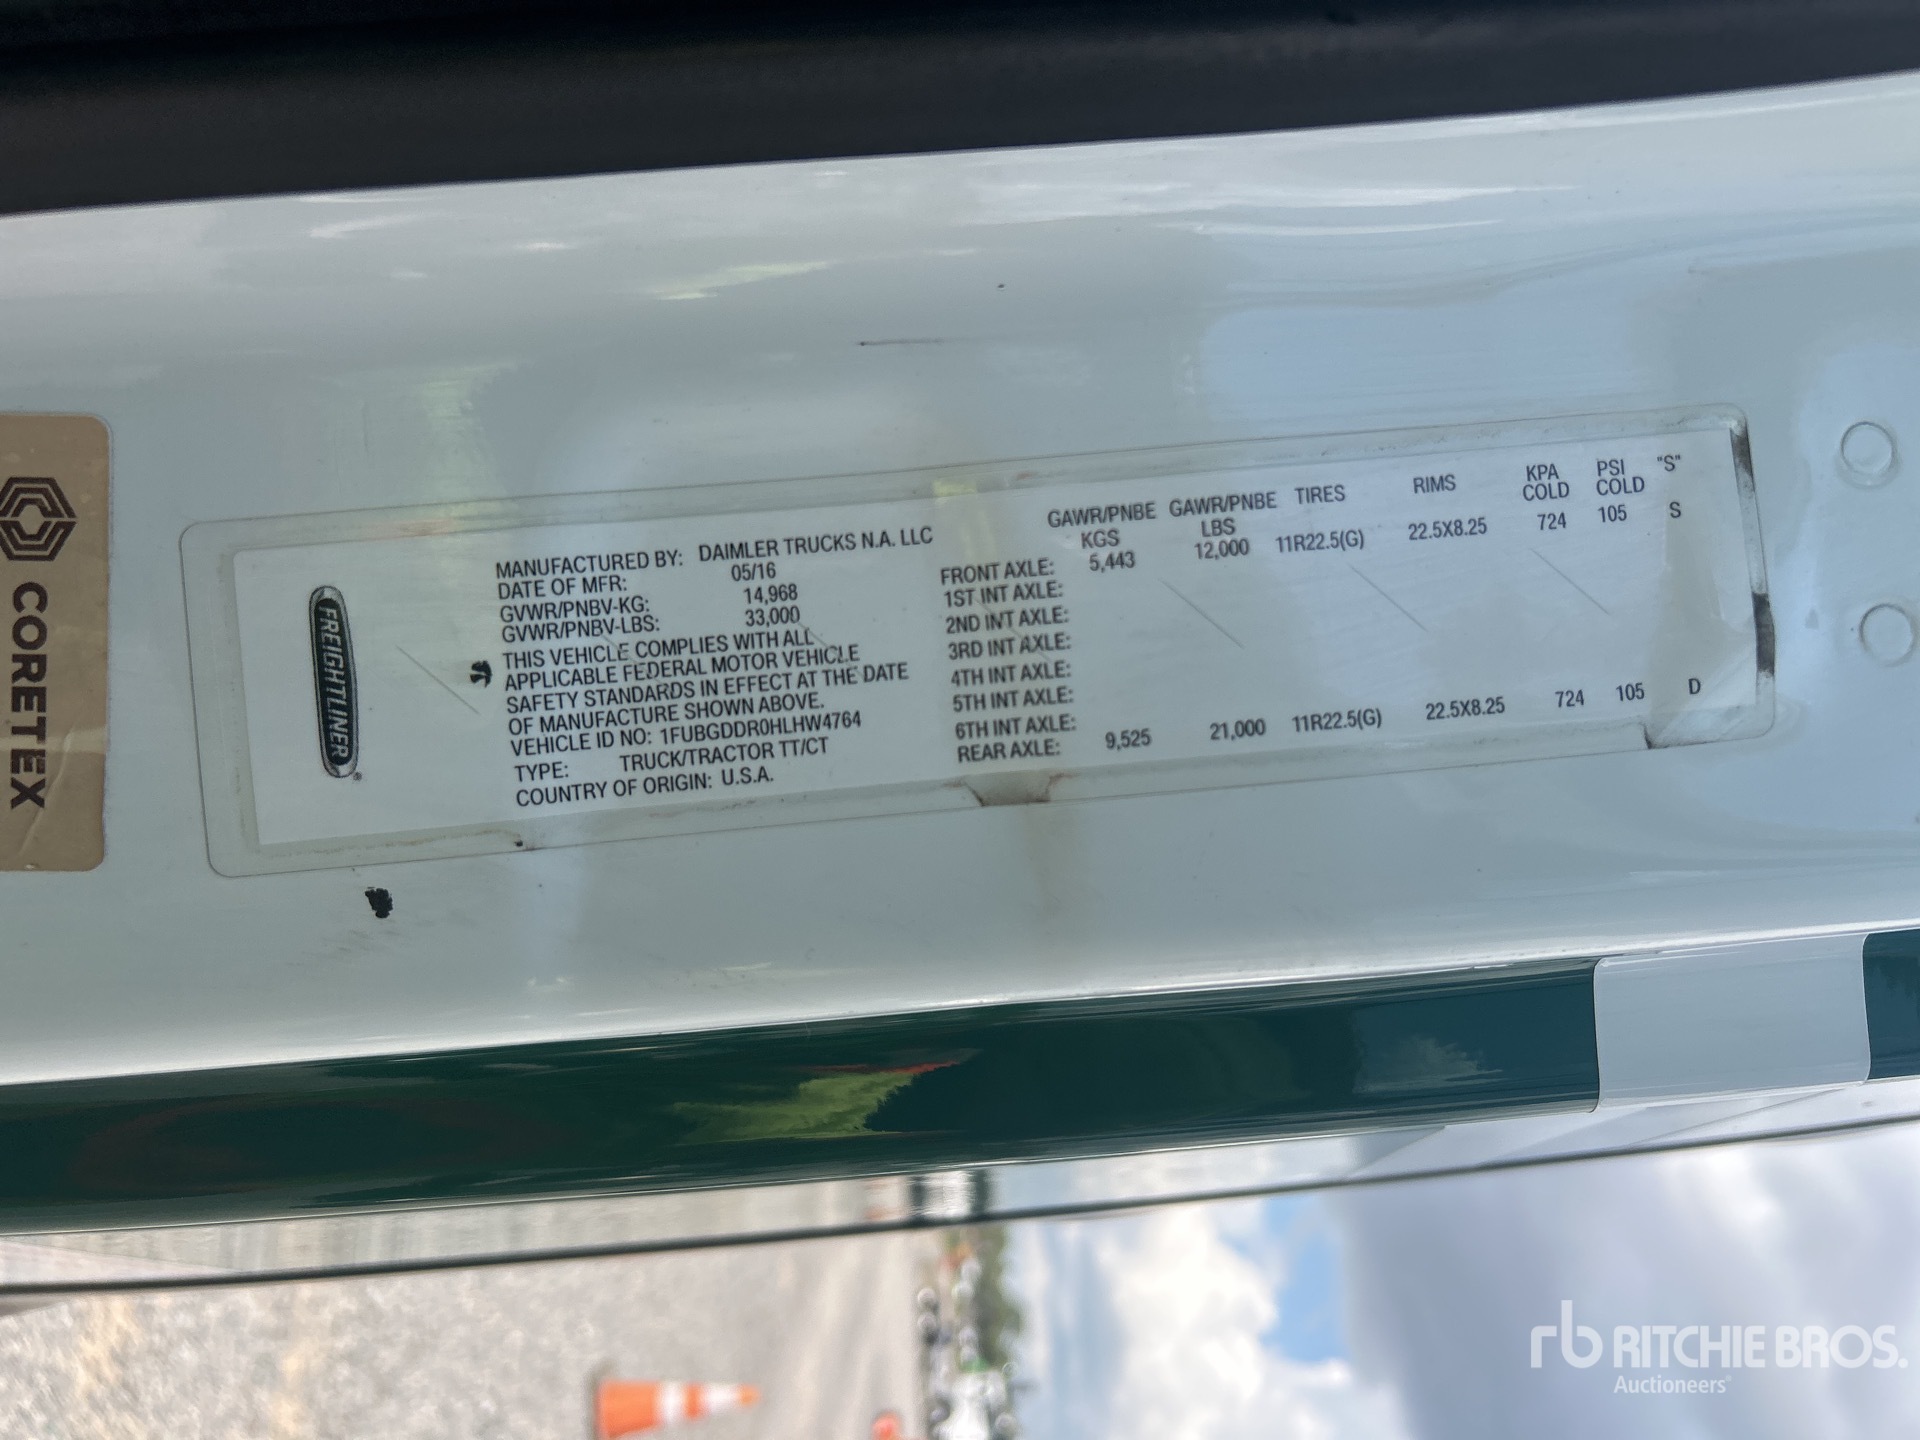 CORETEX
FREIGHTLINER®
MANUFACTURED BY: DAIMLER TRUCKS N.A. LLC
DATE OF MFR: 05/16
GVWR/PNBV-KG: 14,968
GVWR/PNBV-LBS: 33,000
THIS VEHICLE COMPLIES WITH ALL
APPLICABLE FEDERAL MOTOR VEHICLE
SAFETY STANDARDS IN EFFECT AT THE DATE
OF MANUFACTURE SHOWN ABOVE.
VEHICLE ID NO: 1FUBGDDR0HLHW4764
TYPE: TRUCK/TRACTOR TT/CT
COUNTRY OF ORIGIN: U.S.A.
GAWR/PNBE GAWR/PNBE TIRES RIMS KPA PSI "S"
KGS LBS COLD COLD
FRONT AXLE: 5,443 12,000 11R22.5(G) 22.5X8.25 724 105 S
1ST INT AXLE:
2ND INT AXLE:
3RD INT AXLE:
4TH INT AXLE:
5TH INT AXLE:
6TH INT AXLE:
REAR AXLE: 9,525 21,000 11R22.5(G) 22.5X8.25 724 105 D
rb RITCHIE BROS.
Auctioneers